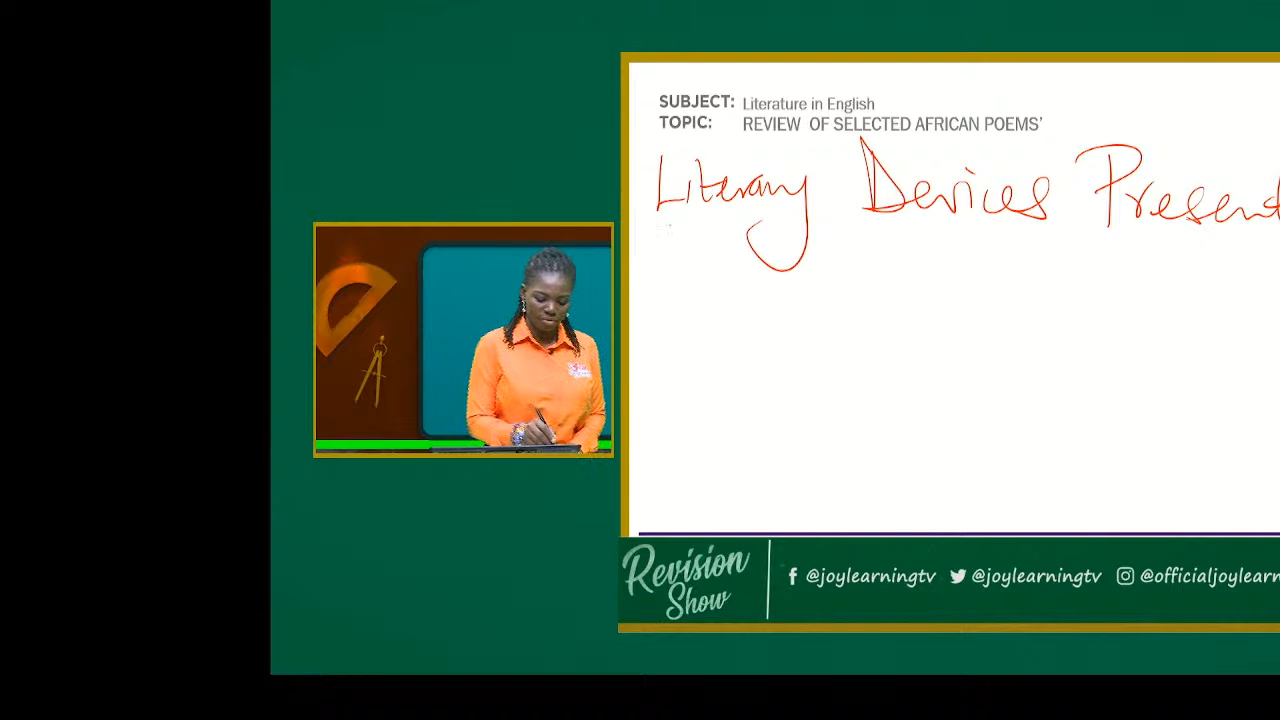 SUBJECT: Literature in English
TOPIC: REVIEW OF SELECTED AFRICAN POEMS'
Literary Devices Present
Revision
Show
@joylearningtv @joylearningtv @officialjoylearn